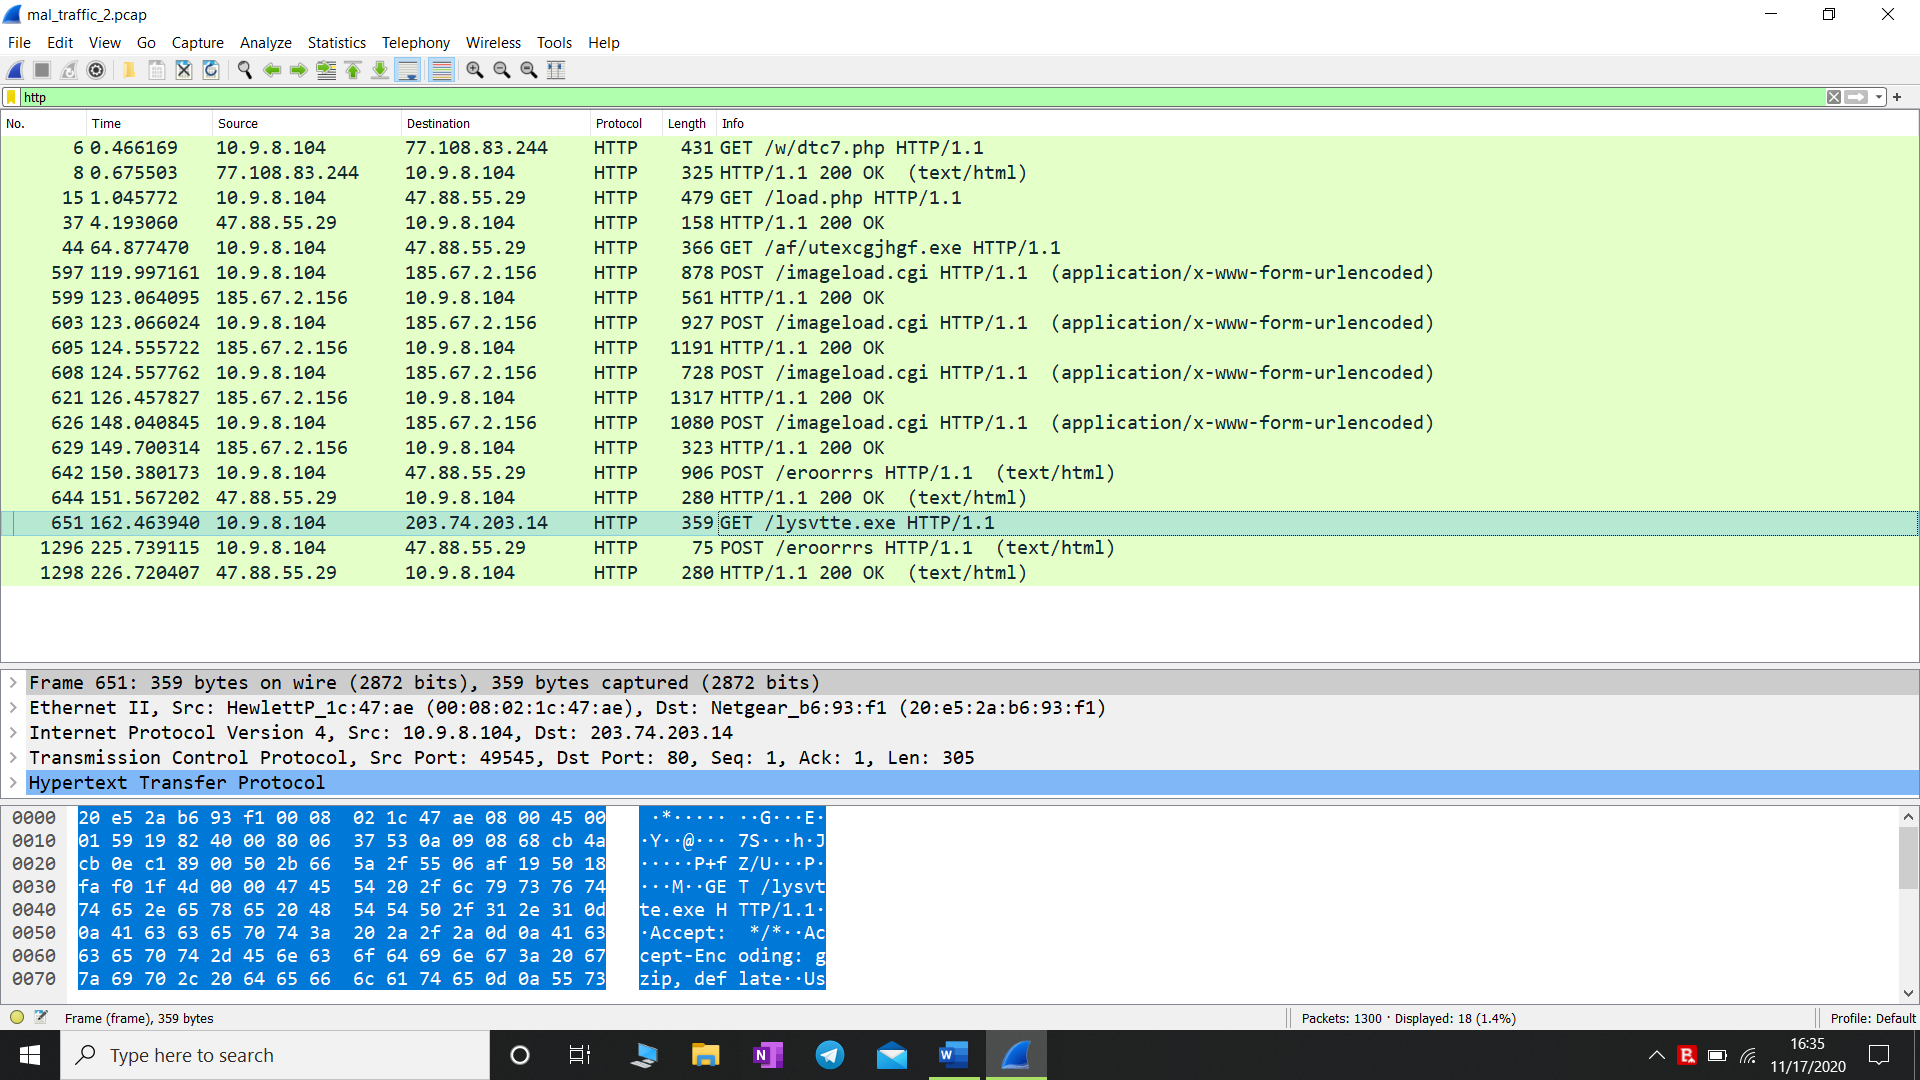 mal_traffic_2.pcap
File Edit View Go Capture Analyze Statistics Telephony Wireless Tools Help
http
No. Time Source Destination Protocol Length Info
6 0.466169 10.9.8.104 77.108.83.244 HTTP 431 GET /w/dtc7.php HTTP/1.1
8 0.675503 77.108.83.244 10.9.8.104 HTTP 325 HTTP/1.1 200 OK (text/html)
15 1.045772 10.9.8.104 47.88.55.29 HTTP 479 GET /load.php HTTP/1.1
37 4.193060 47.88.55.29 10.9.8.104 HTTP 158 HTTP/1.1 200 OK
44 64.877470 10.9.8.104 47.88.55.29 HTTP 366 GET /af/utexcgjhgf.exe HTTP/1.1
597 119.997161 10.9.8.104 185.67.2.156 HTTP 878 POST /imageload.cgi HTTP/1.1 (application/x-www-form-urlencoded)
599 123.064095 185.67.2.156 10.9.8.104 HTTP 561 HTTP/1.1 200 OK
603 123.066024 10.9.8.104 185.67.2.156 HTTP 927 POST /imageload.cgi HTTP/1.1 (application/x-www-form-urlencoded)
605 124.555722 185.67.2.156 10.9.8.104 HTTP 1191 HTTP/1.1 200 OK
608 124.557762 10.9.8.104 185.67.2.156 HTTP 728 POST /imageload.cgi HTTP/1.1 (application/x-www-form-urlencoded)
621 126.457827 185.67.2.156 10.9.8.104 HTTP 1317 HTTP/1.1 200 OK
626 148.040845 10.9.8.104 185.67.2.156 HTTP 1080 POST /imageload.cgi HTTP/1.1 (application/x-www-form-urlencoded)
629 149.700314 185.67.2.156 10.9.8.104 HTTP 323 HTTP/1.1 200 OK
642 150.380173 10.9.8.104 47.88.55.29 HTTP 906 POST /eroorrrs HTTP/1.1 (text/html)
644 151.567202 47.88.55.29 10.9.8.104 HTTP 280 HTTP/1.1 200 OK (text/html)
651 162.463940 10.9.8.104 203.74.203.14 HTTP 359 GET /lysvtte.exe HTTP/1.1
1296 225.739115 10.9.8.104 47.88.55.29 HTTP 75 POST /eroorrrs HTTP/1.1 (text/html)
1298 226.720407 47.88.55.29 10.9.8.104 HTTP 280 HTTP/1.1 200 OK (text/html)
Frame 651: 359 bytes on wire (2872 bits), 359 bytes captured (2872 bits)
Ethernet II, Src: HewlettP_1c:47:ae (00:08:02:1c:47:ae), Dst: Netgear_b6:93:f1 (20:e5:2a:b6:93:f1)
Internet Protocol Version 4, Src: 10.9.8.104, Dst: 203.74.203.14
Transmission Control Protocol, Src Port: 49545, Dst Port: 80, Seq: 1, Ack: 1, Len: 305
Hypertext Transfer Protocol
0000 20 e5 2a b6 93 f1 00 08 02 1c 47 ae 08 00 45 00 ·*····· ··G···E·
0010 01 59 19 82 40 00 80 06 37 53 0a 09 08 68 cb 4a ·Y··@··· 7S···h·J
0020 cb 0e c1 89 00 50 2b 66 5a 2f 55 06 af 19 50 18 ·····P+f Z/U···P·
0030 fa f0 1f 4d 00 00 47 45 54 20 2f 6c 79 73 76 74 ···M··GE T /lysvt
0040 74 65 2e 65 78 65 20 48 54 54 50 2f 31 2e 31 0d te.exe H TTP/1.1·
0050 0a 41 63 63 65 70 74 3a 20 2a 2f 2a 0d 0a 41 63 ·Accept: */*··Ac
0060 63 65 70 74 2d 45 6e 63 6f 64 69 6e 67 3a 20 67 cept-Enc oding: g
0070 7a 69 70 2c 20 64 65 66 6c 61 74 65 0d 0a 55 73 zip, def late··Us
Frame (frame), 359 bytes
Packets: 1300 · Displayed: 18 (1.4%)
Profile: Default
Type here to search
N
W
16:35
11/17/2020